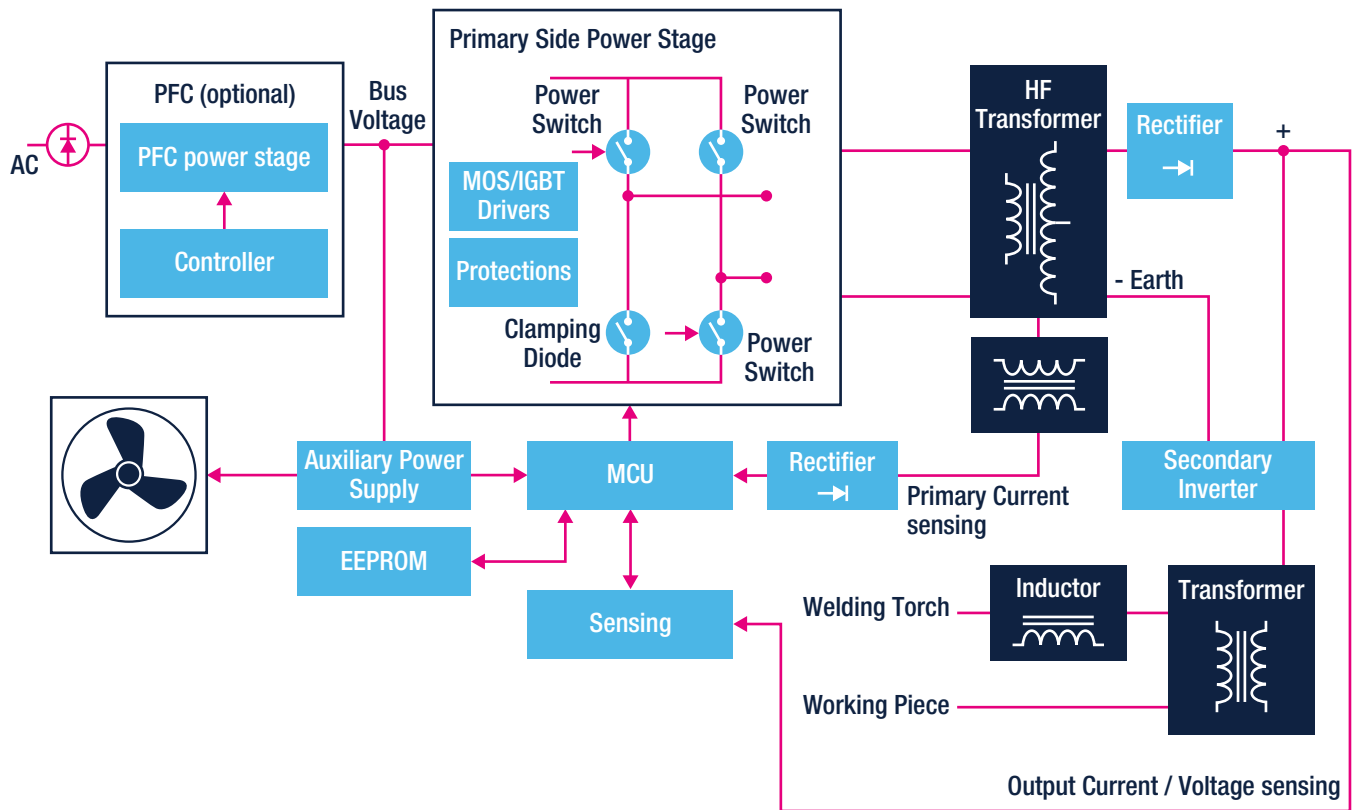 Primary Side Power Stage
PFC (optional)
PFC power stage
Controller
AC
Bus
Voltage
Power
Switch
Power
Switch
MOS/IGBT
Drivers
Protections
Clamping
Diode
Power
Switch
HF
Transformer
Rectifier
+
- Earth
Auxiliary Power
Supply
MCU
Rectifier
Primary Current
sensing
Secondary
Inverter
EEPROM
Sensing
Welding Torch
Inductor
Transformer
Working Piece
Output Current / Voltage sensing